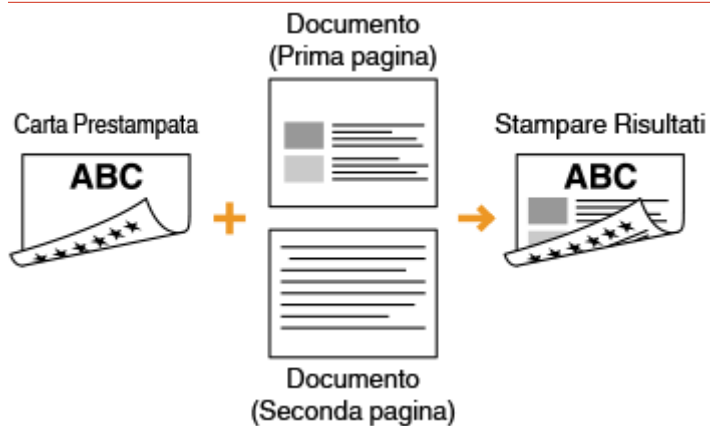 Documento
(Prima pagina)
Carta Prestampata
Stampare Risultati
ABC
ABC
Documento
(Seconda pagina)